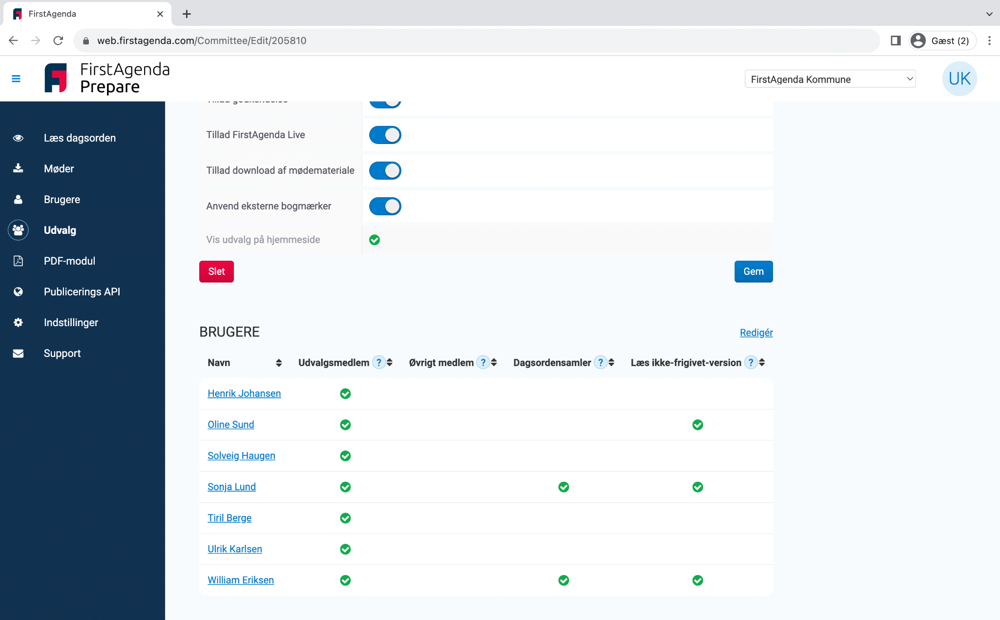 FirstAgenda
web.firstagenda.com/Committee/Edit/205810
Gæst (2)
FirstAgenda
Prepare
FirstAgenda Kommune
UK
Læs dagsorden
Møder
Brugere
Udvalg
PDF-modul
Publicerings API
Indstillinger
Support
Tillad godkendelse
Tillad FirstAgenda Live
Tillad download af mødemateriale
Anvend eksterne bogmærker
Vis udvalg på hjemmeside
Slet
Gem
BRUGERE
Redigér
Navn Udvalgsmedlem ? Øvrigt medlem ? Dagsordensamler ? Læs ikke-frigivet-version ?
Henrik Johansen
Oline Sund
Solveig Haugen
Sonja Lund
Tiril Berge
Ulrik Karlsen
William Eriksen